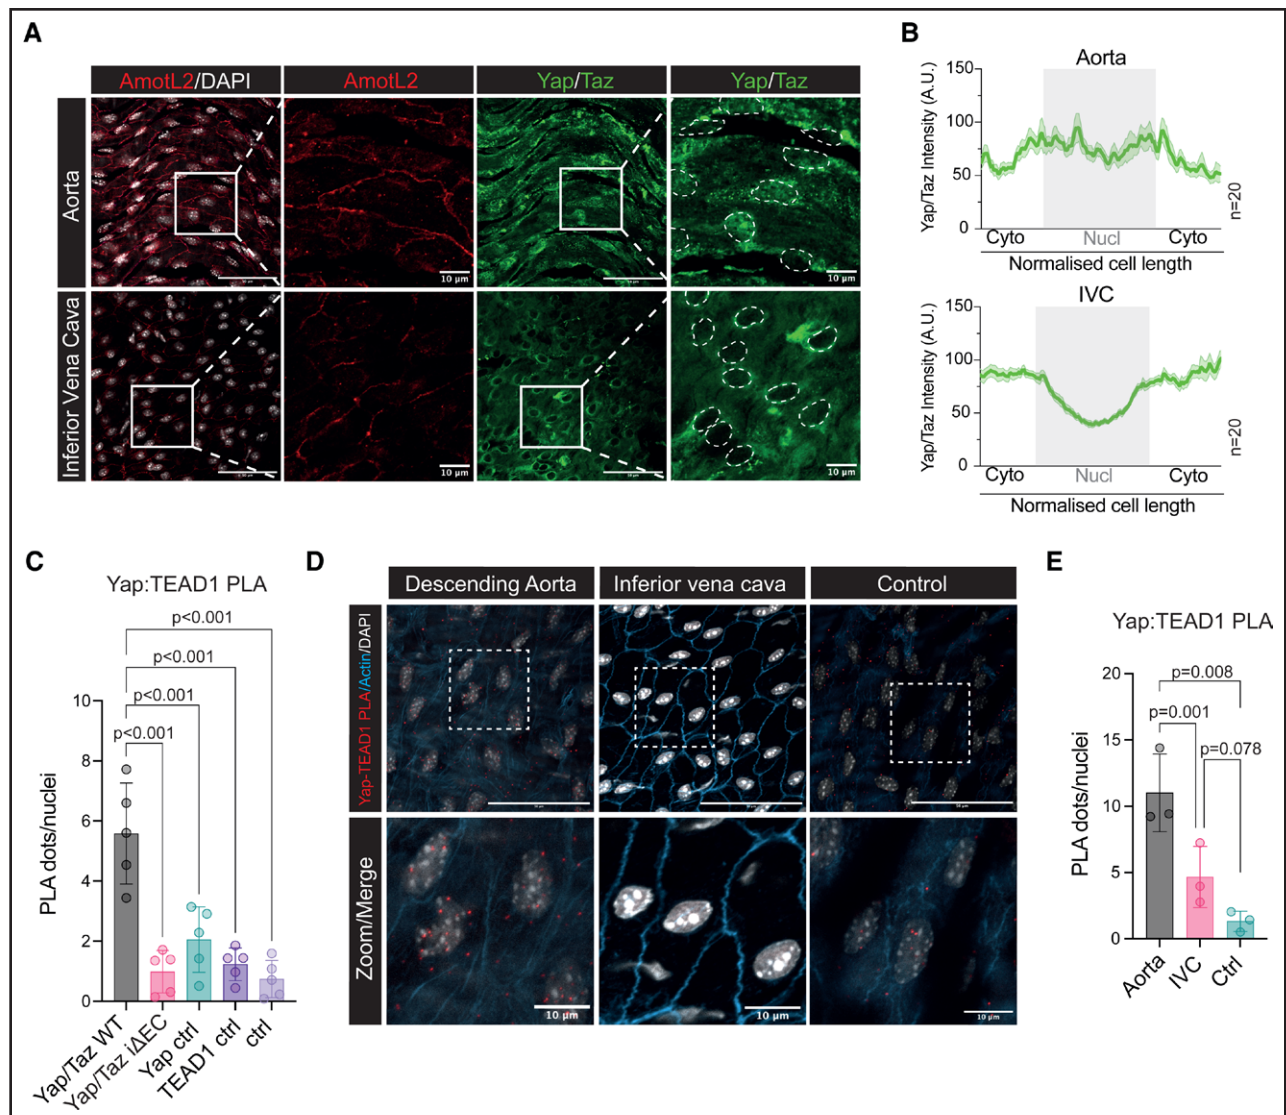 A
AmotL2/DAPI
AmotL2
Yap/Taz
Yap/Taz
Aorta
10 µm
10 µm
Inferior Vena Cava
10 µm
10 µm
B
Aorta
Yap/Taz Intensity (A.U.)
150
100
50
0
Cyto
Nucl
Cyto
Normalised cell length
n=20
IVC
Yap/Taz Intensity (A.U.)
150
100
50
0
Cyto
Nucl
Cyto
Normalised cell length
n=20
C
Yap:TEAD1 PLA
p<0.001
p<0.001
p<0.001
p<0.001
PLA dots/nuclei
10
8
6
4
2
0
Yap/Taz WT
Yap/Taz iΔEC
Yap ctrl
TEAD1 ctrl
ctrl
D
Descending Aorta
Inferior vena cava
Control
Yap-TEAD1 PLA/Actin/DAPI
Zoom/Merge
10 µm
10 µm
10 µm
E
Yap:TEAD1 PLA
p=0.008
p=0.001
p=0.078
PLA dots/nuclei
20
15
10
5
0
Aorta
IVC
Ctrl